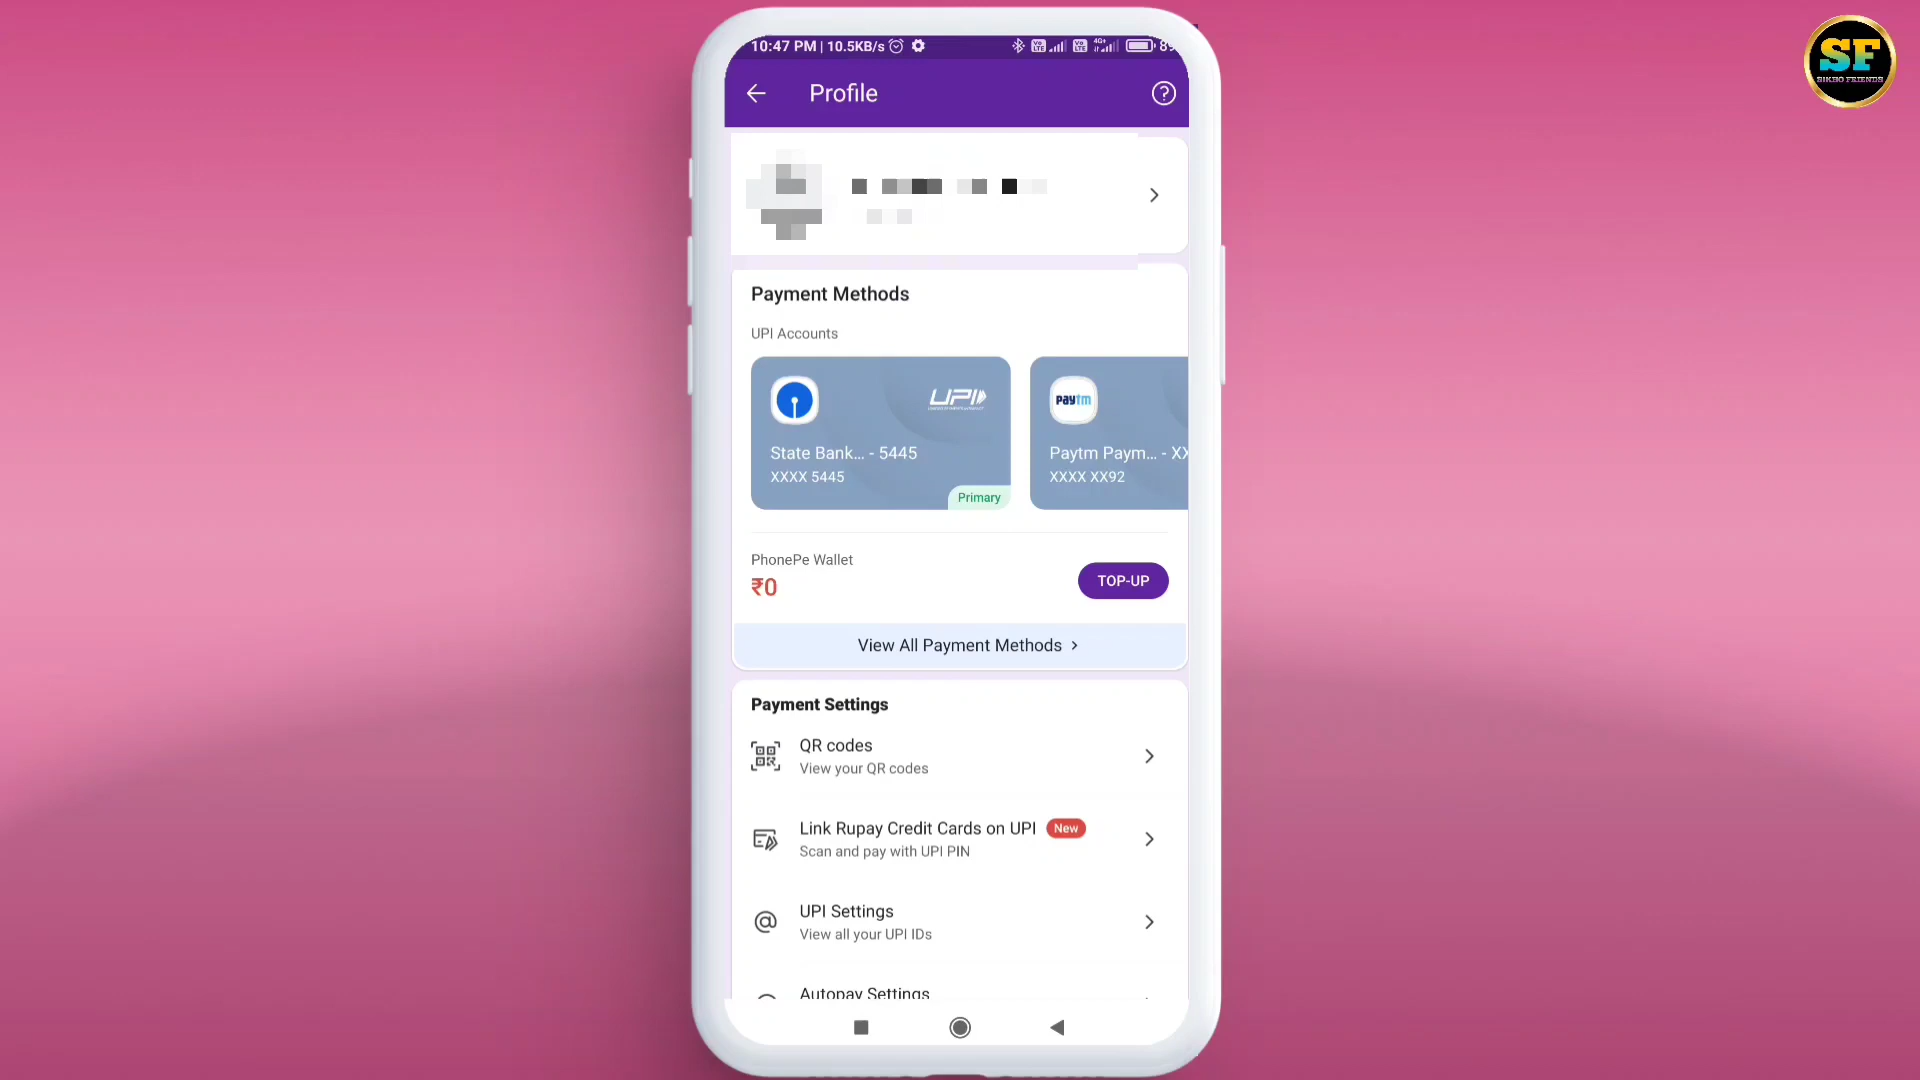 SF
SIKHO FRIENDS
10:47 PM | 10.5KB/s
4G+
Profile
Payment Methods
UPI Accounts
UPI
State Bank... - 5445
XXXX 5445
Primary
paytm
Paytm Paym... - XX
XXXX XX92
PhonePe Wallet
₹0
TOP-UP
View All Payment Methods
Payment Settings
QR codes
View your QR codes
Link Rupay Credit Cards on UPI New
Scan and pay with UPI PIN
UPI Settings
View all your UPI IDs
Autopay Settings